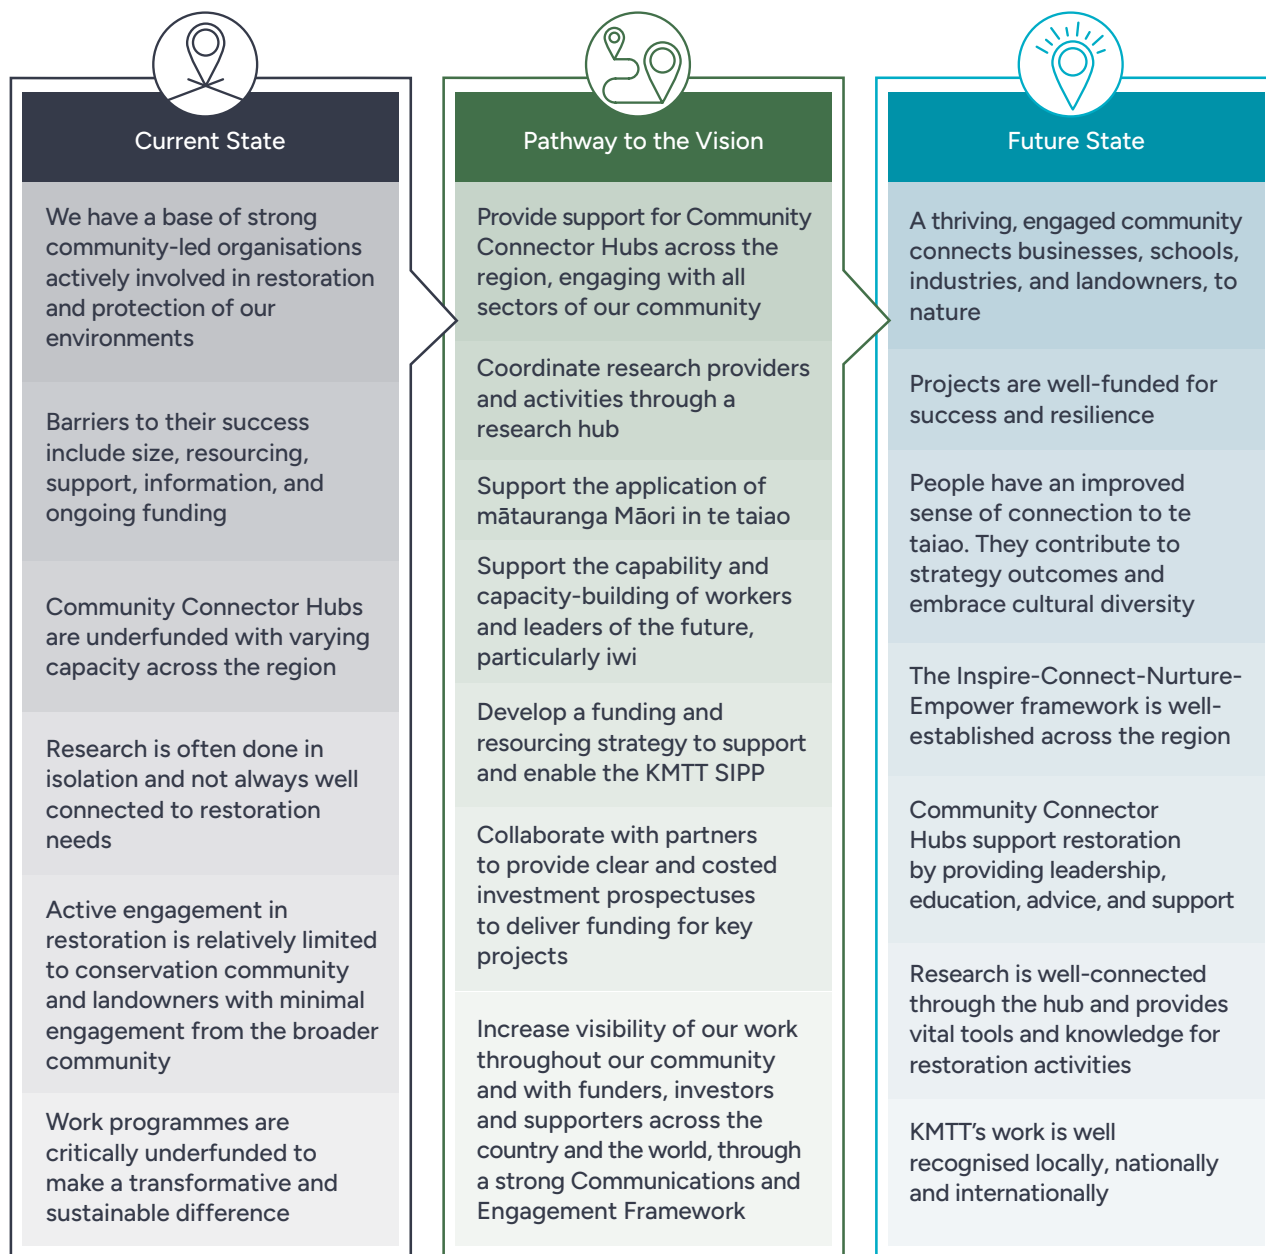 Current State
We have a base of strong
community-led organisations
actively involved in restoration
and protection of our
environments
Barriers to their success
include size, resourcing,
support, information, and
ongoing funding
Community Connector Hubs
are underfunded with varying
capacity across the region
Research is often done in
isolation and not always well
connected to restoration
needs
Active engagement in
restoration is relatively limited
to conservation community
and landowners with minimal
engagement from the broader
community
Work programmes are
critically underfunded to
make a transformative and
sustainable difference
Pathway to the Vision
Provide support for Community
Connector Hubs across the
region, engaging with all
sectors of our community
Coordinate research providers
and activities through a
research hub
Support the application of
mātauranga Māori in te taiao
Support the capability and
capacity-building of workers
and leaders of the future,
particularly iwi
Develop a funding and
resourcing strategy to support
and enable the KMTT SIPP
Collaborate with partners
to provide clear and costed
investment prospectuses
to deliver funding for key
projects
Increase visibility of our work
throughout our community
and with funders, investors
and supporters across the
country and the world, through
a strong Communications and
Engagement Framework
Future State
A thriving, engaged community
connects businesses, schools,
industries, and landowners, to
nature
Projects are well-funded for
success and resilience
People have an improved
sense of connection to te
taiao. They contribute to
strategy outcomes and
embrace cultural diversity
The Inspire-Connect-Nurture-
Empower framework is well-
established across the region
Community Connector
Hubs support restoration
by providing leadership,
education, advice, and support
Research is well-connected
through the hub and provides
vital tools and knowledge for
restoration activities
KMTT’s work is well
recognised locally, nationally
and internationally